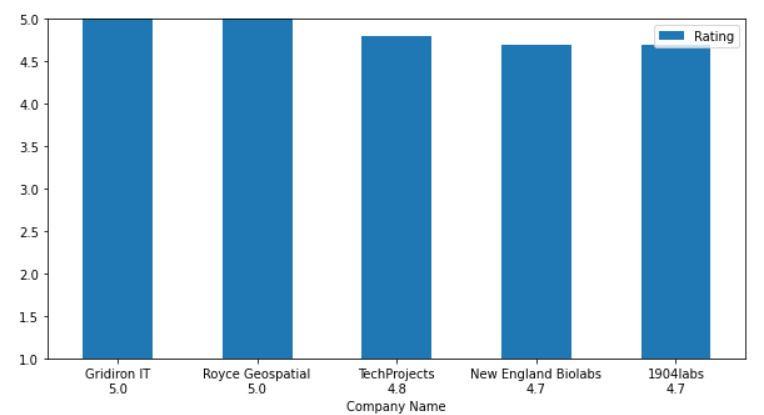 5.0
4.5
4.0
3.5
3.0
2.5
2.0
1.5
1.0
Rating
Gridiron IT
5.0
Royce Geospatial
5.0
TechProjects
4.8
New England Biolabs
4.7
1904labs
4.7
Company Name